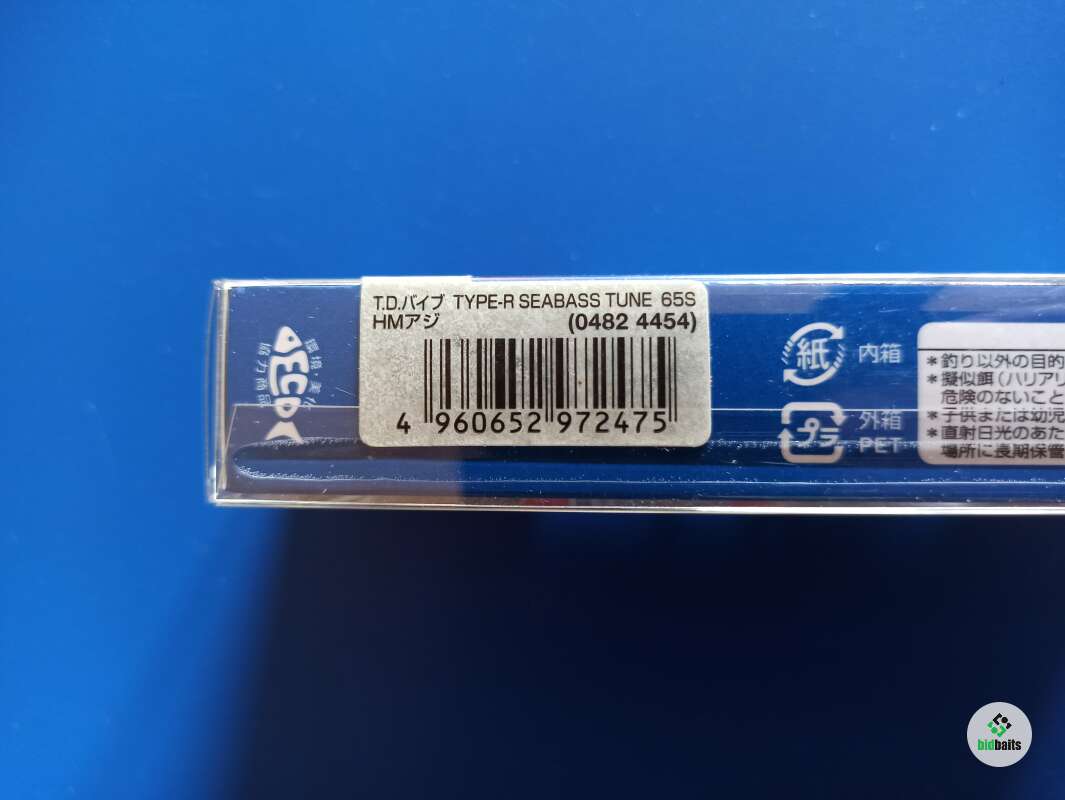 T.D.バイブ TYPE-R SEABASS TUNE 65S
HMアジ (0482 4454)
4 960652 972475
ECO
紙 内箱
プラ 外箱
PET
*釣り以外の目的
*擬似餌(ハリアリ
危険のないこと
*子供または幼児
*直射日光のあた
場所に長期保管
bidbaits